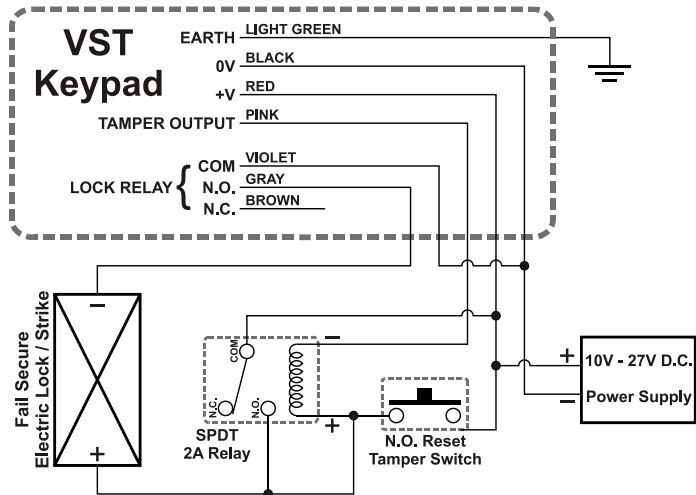 VST
Keypad
EARTH LIGHT GREEN
0V BLACK
+V RED
TAMPER OUTPUT PINK
LOCK RELAY { COM VIOLET
N.O. GRAY
N.C. BROWN
Fail Secure
Electric Lock / Strike
−
+
COM
N.C.
N.O.
−
+
SPDT
2A Relay
N.O. Reset
Tamper Switch
+ 10V - 27V D.C.
− Power Supply